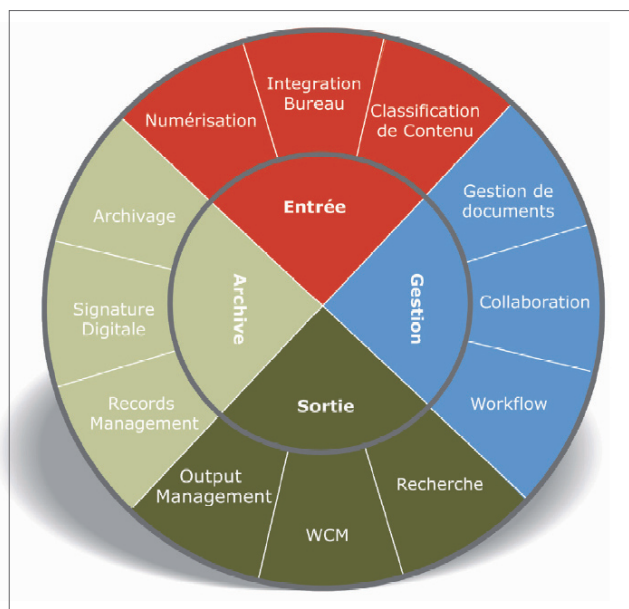 Numérisation
Integration
Bureau
Classification
de Contenu
Entrée
Gestion de
documents
Collaboration
Workflow
Gestion
Recherche
WCM
Output
Management
Sortie
Records
Management
Signature
Digitale
Archivage
Archive